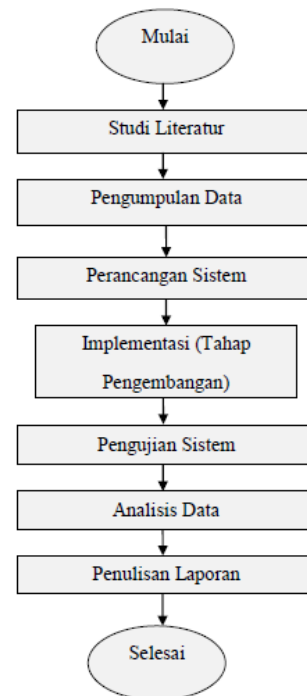 Mulai
Studi Literatur
Pengumpulan Data
Perancangan Sistem
Implementasi (Tahap
Pengembangan)
Pengujian Sistem
Analisis Data
Penulisan Laporan
Selesai